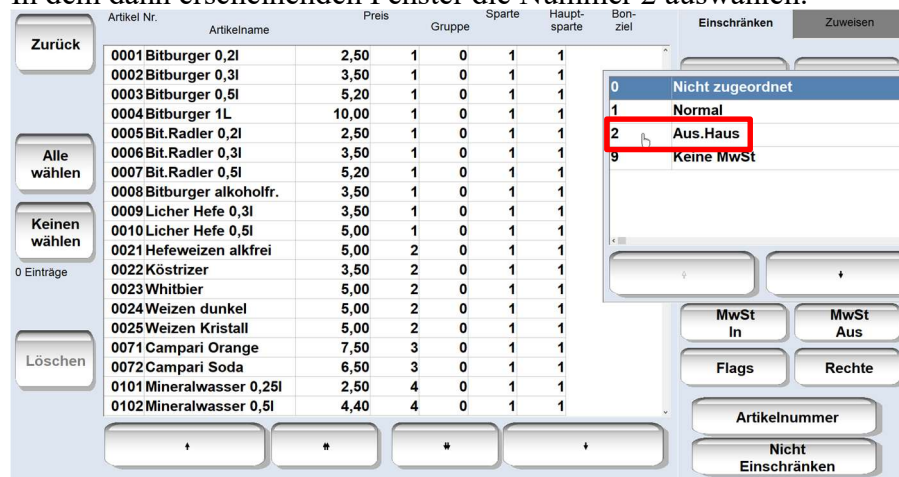 In dem dann erscheinenden Fenster die Nummer 2 auswählen.
Zurück
Alle
wählen
Keinen
wählen
0 Einträge
Löschen
Artikel Nr. Artikelname Preis Gruppe Sparte Haupt-sparte Bon-ziel
0001 Bitburger 0,2l 2,50 1 0 1 1
0002 Bitburger 0,3l 3,50 1 0 1 1
0003 Bitburger 0,5l 5,20 1 0 1 1
0004 Bitburger 1L 10,00 1 0 1 1
0005 Bit.Radler 0,2l 2,50 1 0 1 1
0006 Bit.Radler 0,3l 3,50 1 0 1 1
0007 Bit.Radler 0,5l 5,20 1 0 1 1
0008 Bitburger alkoholfr. 3,50 1 0 1 1
0009 Licher Hefe 0,3l 3,50 1 0 1 1
0010 Licher Hefe 0,5l 5,00 1 0 1 1
0021 Hefeweizen alkfrei 5,00 2 0 1 1
0022 Köstrizer 3,50 2 0 1 1
0023 Whitbier 5,00 2 0 1 1
0024 Weizen dunkel 5,00 2 0 1 1
0025 Weizen Kristall 5,00 2 0 1 1
0071 Campari Orange 7,50 3 0 1 1
0072 Campari Soda 6,50 3 0 1 1
0101 Mineralwasser 0,25l 2,50 4 0 1 1
0102 Mineralwasser 0,5l 4,40 4 0 1 1
Einschränken Zuweisen
0 Nicht zugeordnet
1 Normal
2 Aus.Haus
9 Keine MwSt
MwSt In
MwSt Aus
Flags Rechte
Artikelnummer
Nicht
Einschränken